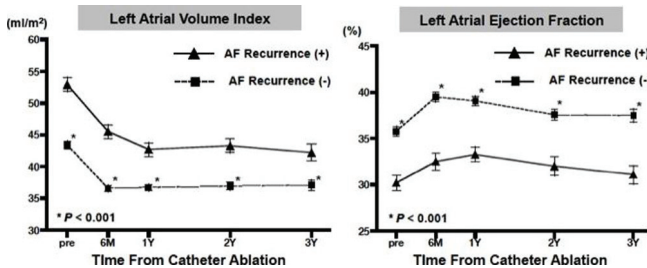 Left Atrial Volume Index
(ml/m²)
60
55
50
45
40
35
30
AF Recurrence (+)
AF Recurrence (-)
*
*
*
*
*
* P < 0.001
pre 6M 1Y 2Y 3Y
TIme From Catheter Ablation
Left Atrial Ejection Fraction
(%)
45
40
35
30
25
AF Recurrence (+)
AF Recurrence (-)
*
*
*
*
*
* P < 0.001
pre 6M 1Y 2Y 3Y
TIme From Catheter Ablation